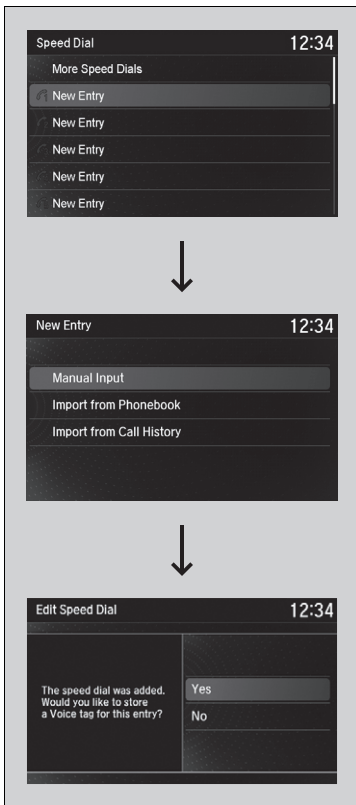 Speed Dial 12:34
More Speed Dials
New Entry
New Entry
New Entry
New Entry
New Entry
New Entry 12:34
Manual Input
Import from Phonebook
Import from Call History
Edit Speed Dial 12:34
The speed dial was added.
Would you like to store
a Voice tag for this entry?
Yes
No